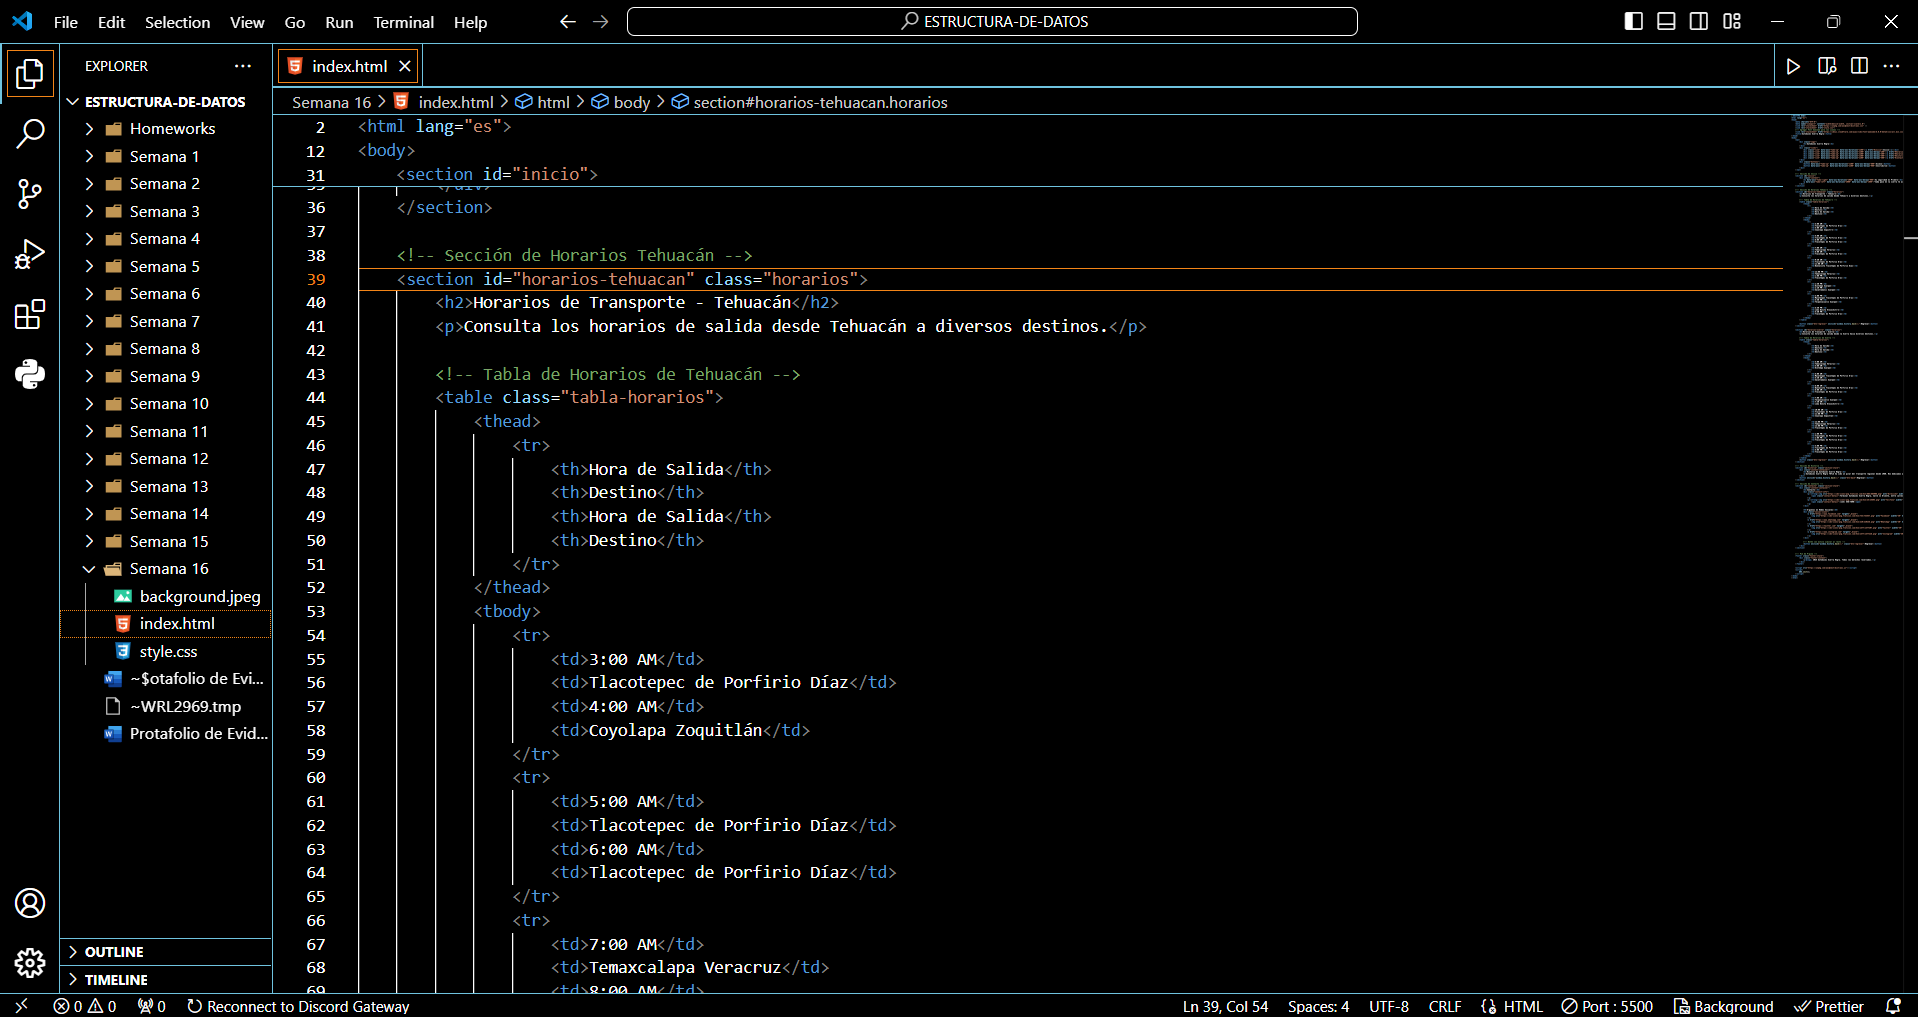 File Edit Selection View Go Run Terminal Help
ESTRUCTURA-DE-DATOS
EXPLORER
ESTRUCTURA-DE-DATOS
Homeworks
Semana 1
Semana 2
Semana 3
Semana 4
Semana 5
Semana 6
Semana 7
Semana 8
Semana 9
Semana 10
Semana 11
Semana 12
Semana 13
Semana 14
Semana 15
Semana 16
background.jpeg
index.html
style.css
~$otafolio de Evi...
~WRL2969.tmp
Protafolio de Evid...
OUTLINE
TIMELINE
index.html
Semana 16 > index.html > html > body > section#horarios-tehuacan.horarios
2 <html lang="es">
12 <body>
31 <section id="inicio">
35 </div>
36 </section>
37
38 <!-- Sección de Horarios Tehuacán -->
39 <section id="horarios-tehuacan" class="horarios">
40 <h2>Horarios de Transporte - Tehuacán</h2>
41 <p>Consulta los horarios de salida desde Tehuacán a diversos destinos.</p>
42
43 <!-- Tabla de Horarios de Tehuacán -->
44 <table class="tabla-horarios">
45 <thead>
46 <tr>
47 <th>Hora de Salida</th>
48 <th>Destino</th>
49 <th>Hora de Salida</th>
50 <th>Destino</th>
51 </tr>
52 </thead>
53 <tbody>
54 <tr>
55 <td>3:00 AM</td>
56 <td>Tlacotepec de Porfirio Díaz</td>
57 <td>4:00 AM</td>
58 <td>Coyolapa Zoquitlán</td>
59 </tr>
60 <tr>
61 <td>5:00 AM</td>
62 <td>Tlacotepec de Porfirio Díaz</td>
63 <td>6:00 AM</td>
64 <td>Tlacotepec de Porfirio Díaz</td>
65 </tr>
66 <tr>
67 <td>7:00 AM</td>
68 <td>Temaxcalapa Veracruz</td>
69 <td>8:00 AM</td>
0 0 0 Reconnect to Discord Gateway Ln 39, Col 54 Spaces: 4 UTF-8 CRLF HTML Port : 5500 Background Prettier